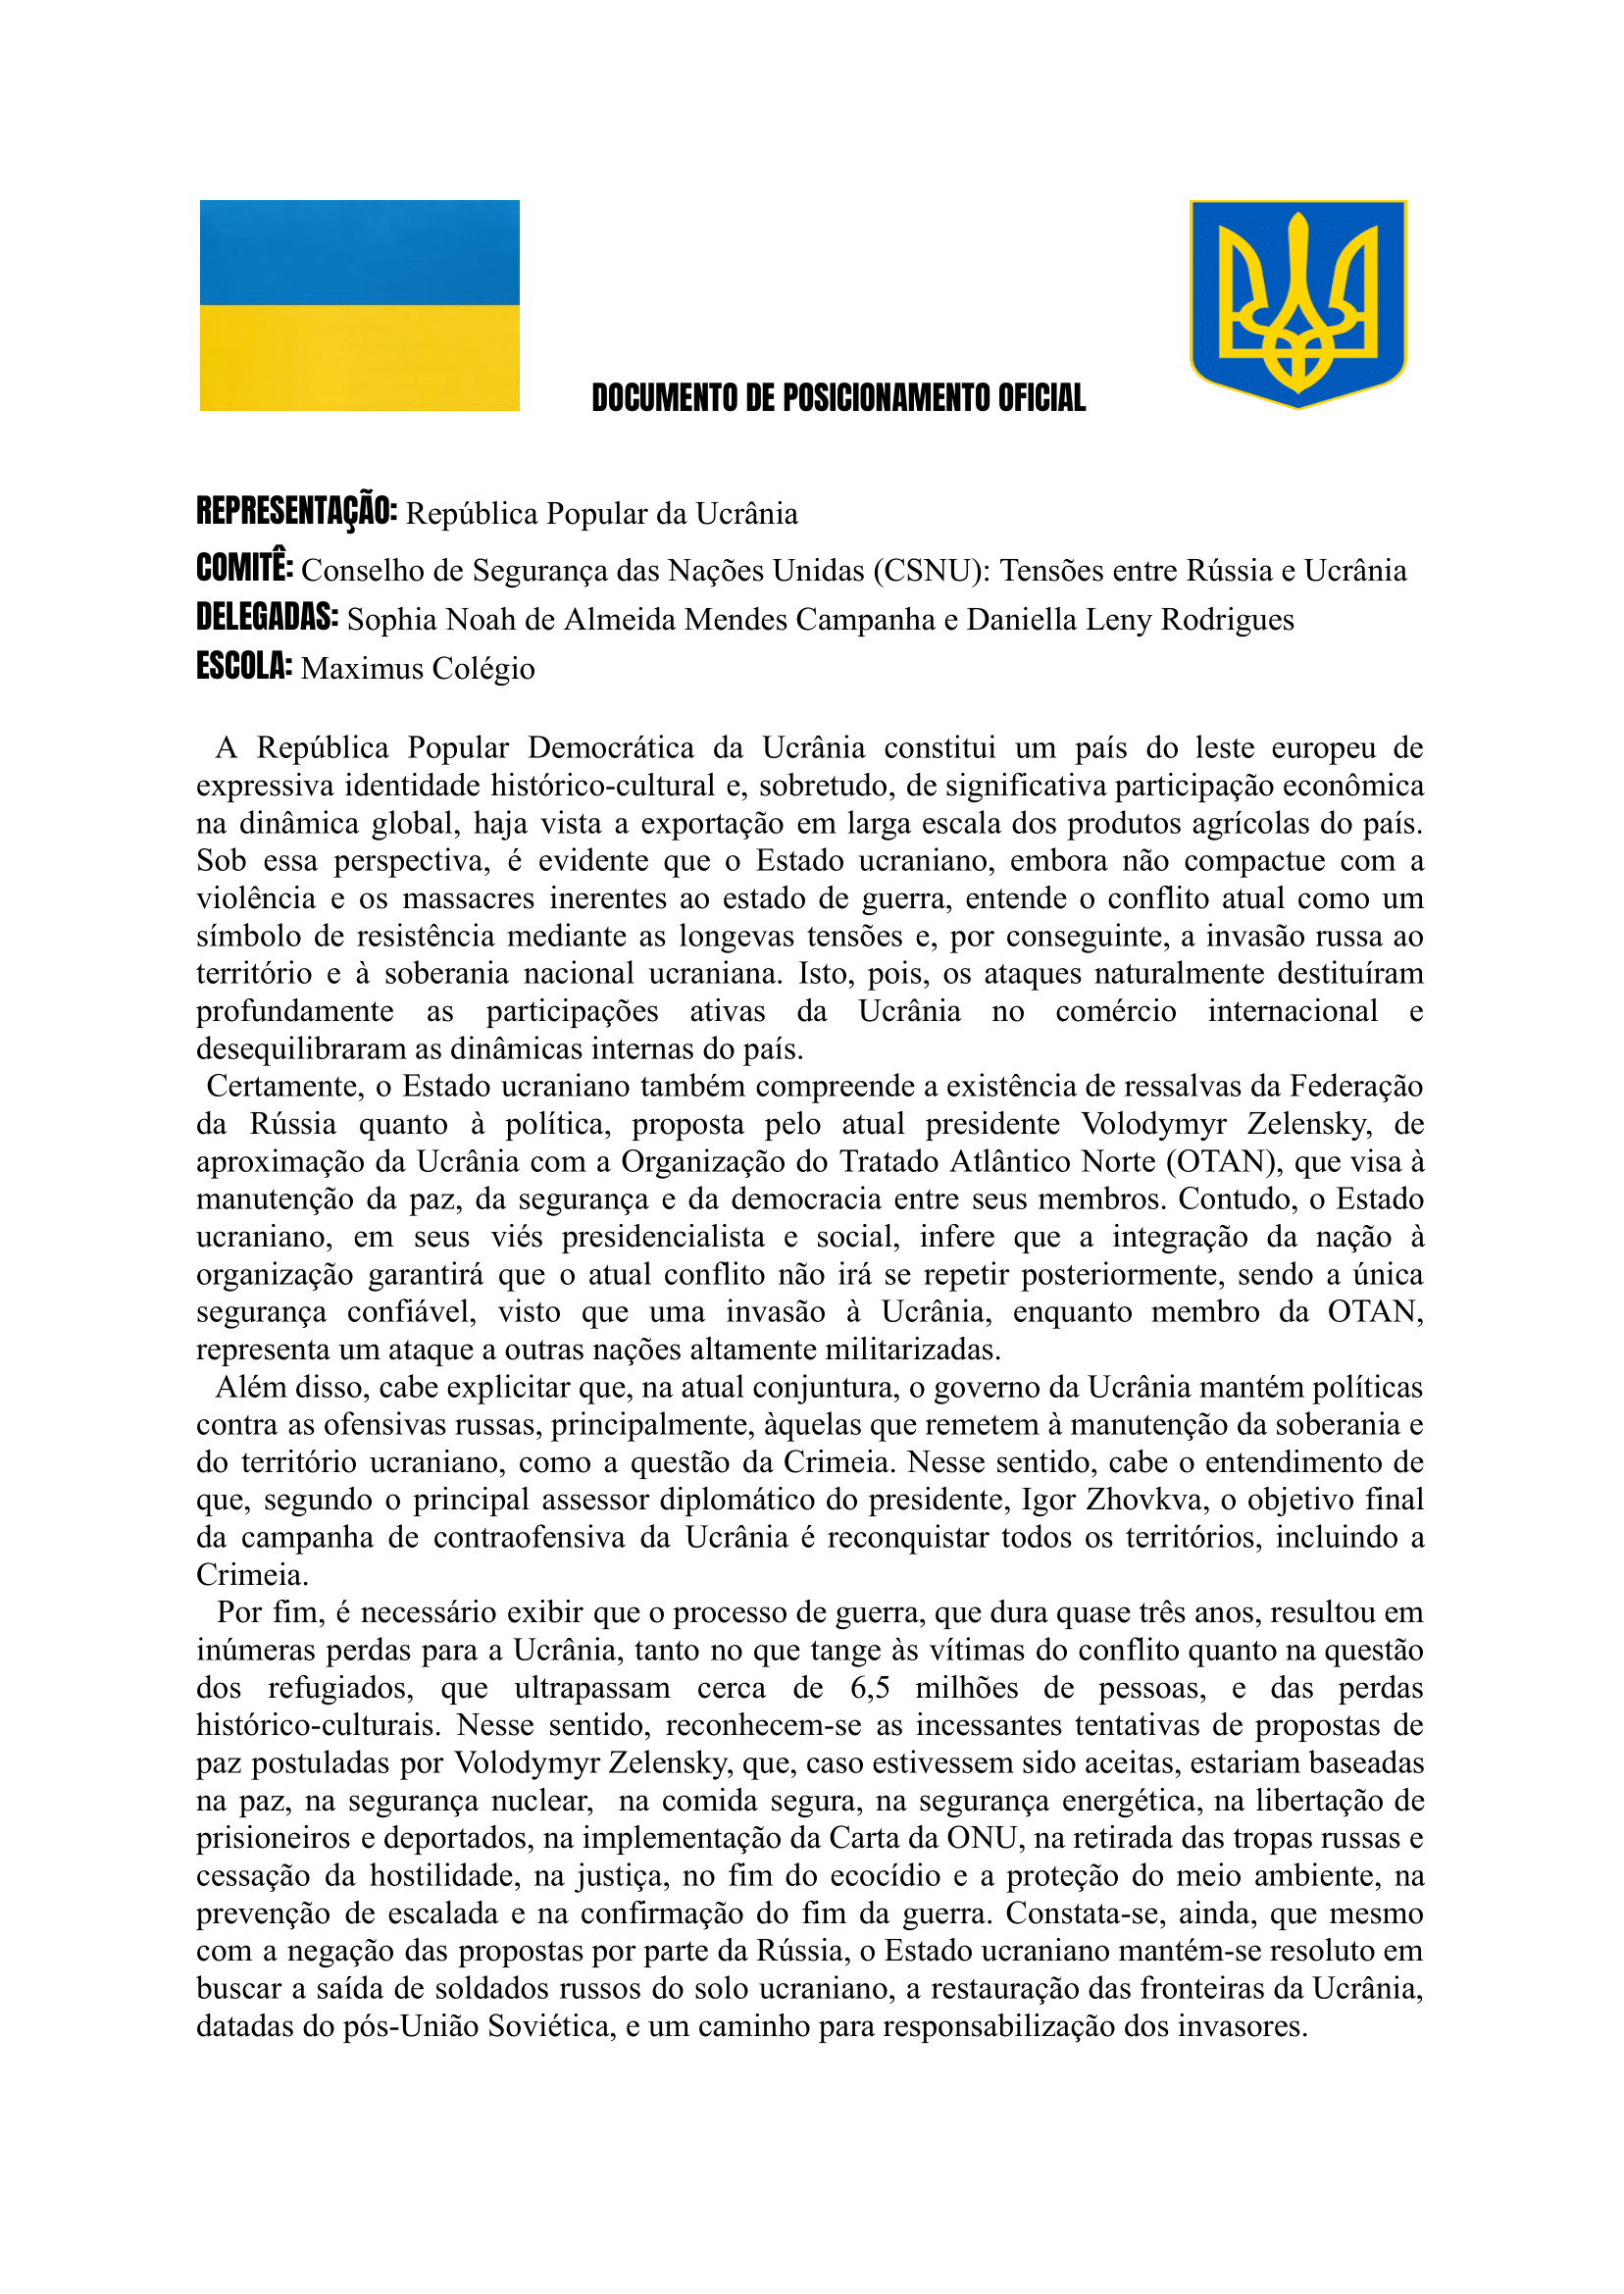 DOCUMENTO DE POSICIONAMENTO OFICIAL
REPRESENTAÇÃO: República Popular da Ucrânia
COMITÊ: Conselho de Segurança das Nações Unidas (CSNU): Tensões entre Rússia e Ucrânia
DELEGADAS: Sophia Noah de Almeida Mendes Campanha e Daniella Leny Rodrigues
ESCOLA: Maximus Colégio
A República Popular Democrática da Ucrânia constitui um país do leste europeu de
expressiva identidade histórico-cultural e, sobretudo, de significativa participação econômica
na dinâmica global, haja vista a exportação em larga escala dos produtos agrícolas do país.
Sob essa perspectiva, é evidente que o Estado ucraniano, embora não compactue com a
violência e os massacres inerentes ao estado de guerra, entende o conflito atual como um
símbolo de resistência mediante as longevas tensões e, por conseguinte, a invasão russa ao
território e à soberania nacional ucraniana. Isto, pois, os ataques naturalmente destituíram
profundamente as participações ativas da Ucrânia no comércio internacional e
desequilibraram as dinâmicas internas do país.
Certamente, o Estado ucraniano também compreende a existência de ressalvas da Federação
da Rússia quanto à política, proposta pelo atual presidente Volodymyr Zelensky, de
aproximação da Ucrânia com a Organização do Tratado Atlântico Norte (OTAN), que visa à
manutenção da paz, da segurança e da democracia entre seus membros. Contudo, o Estado
ucraniano, em seus viés presidencialista e social, infere que a integração da nação à
organização garantirá que o atual conflito não irá se repetir posteriormente, sendo a única
segurança confiável, visto que uma invasão à Ucrânia, enquanto membro da OTAN,
representa um ataque a outras nações altamente militarizadas.
Além disso, cabe explicitar que, na atual conjuntura, o governo da Ucrânia mantém políticas
contra as ofensivas russas, principalmente, àquelas que remetem à manutenção da soberania e
do território ucraniano, como a questão da Crimeia. Nesse sentido, cabe o entendimento de
que, segundo o principal assessor diplomático do presidente, Igor Zhovkva, o objetivo final
da campanha de contraofensiva da Ucrânia é reconquistar todos os territórios, incluindo a
Crimeia.
Por fim, é necessário exibir que o processo de guerra, que dura quase três anos, resultou em
inúmeras perdas para a Ucrânia, tanto no que tange às vítimas do conflito quanto na questão
dos refugiados, que ultrapassam cerca de 6,5 milhões de pessoas, e das perdas
histórico-culturais. Nesse sentido, reconhecem-se as incessantes tentativas de propostas de
paz postuladas por Volodymyr Zelensky, que, caso estivessem sido aceitas, estariam baseadas
na paz, na segurança nuclear, na comida segura, na segurança energética, na libertação de
prisioneiros e deportados, na implementação da Carta da ONU, na retirada das tropas russas e
cessação da hostilidade, na justiça, no fim do ecocídio e a proteção do meio ambiente, na
prevenção de escalada e na confirmação do fim da guerra. Constata-se, ainda, que mesmo
com a negação das propostas por parte da Rússia, o Estado ucraniano mantém-se resoluto em
buscar a saída de soldados russos do solo ucraniano, a restauração das fronteiras da Ucrânia,
datadas do pós-União Soviética, e um caminho para responsabilização dos invasores.